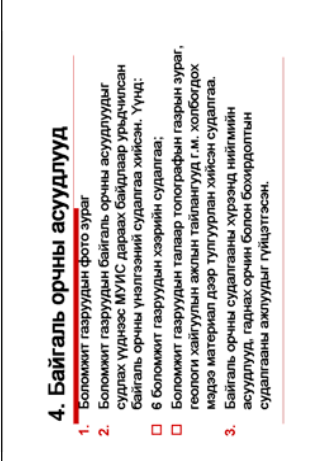 4. Байгаль орчны асуудлууд
1. Боломжит газруудын фото зураг
2. Боломжит газруудын байгаль орчны асуудлуудыг
судлах үүднээс МУИС дараах байдлаар урьдчилсан
байгаль орчны үнэлгээний судалгаа хийсэн. Үүнд:
□ 6 боломжит газруудын хээрийн судалгаа;
□ Боломжит газруудын талаар топографын газрын зураг,
геологи хайгуулын ажлын тайлангууд г.м. холбогдох
мэдээ материал дээр тулгуурлан хийсэн судалгаа.
3. Байгаль орчны судалгааны хүрээнд нийгмийн
асуудлууд, гаднах орчин болон бохирдолтын
судалгааны ажлуудыг гүйцэтгэсэн.